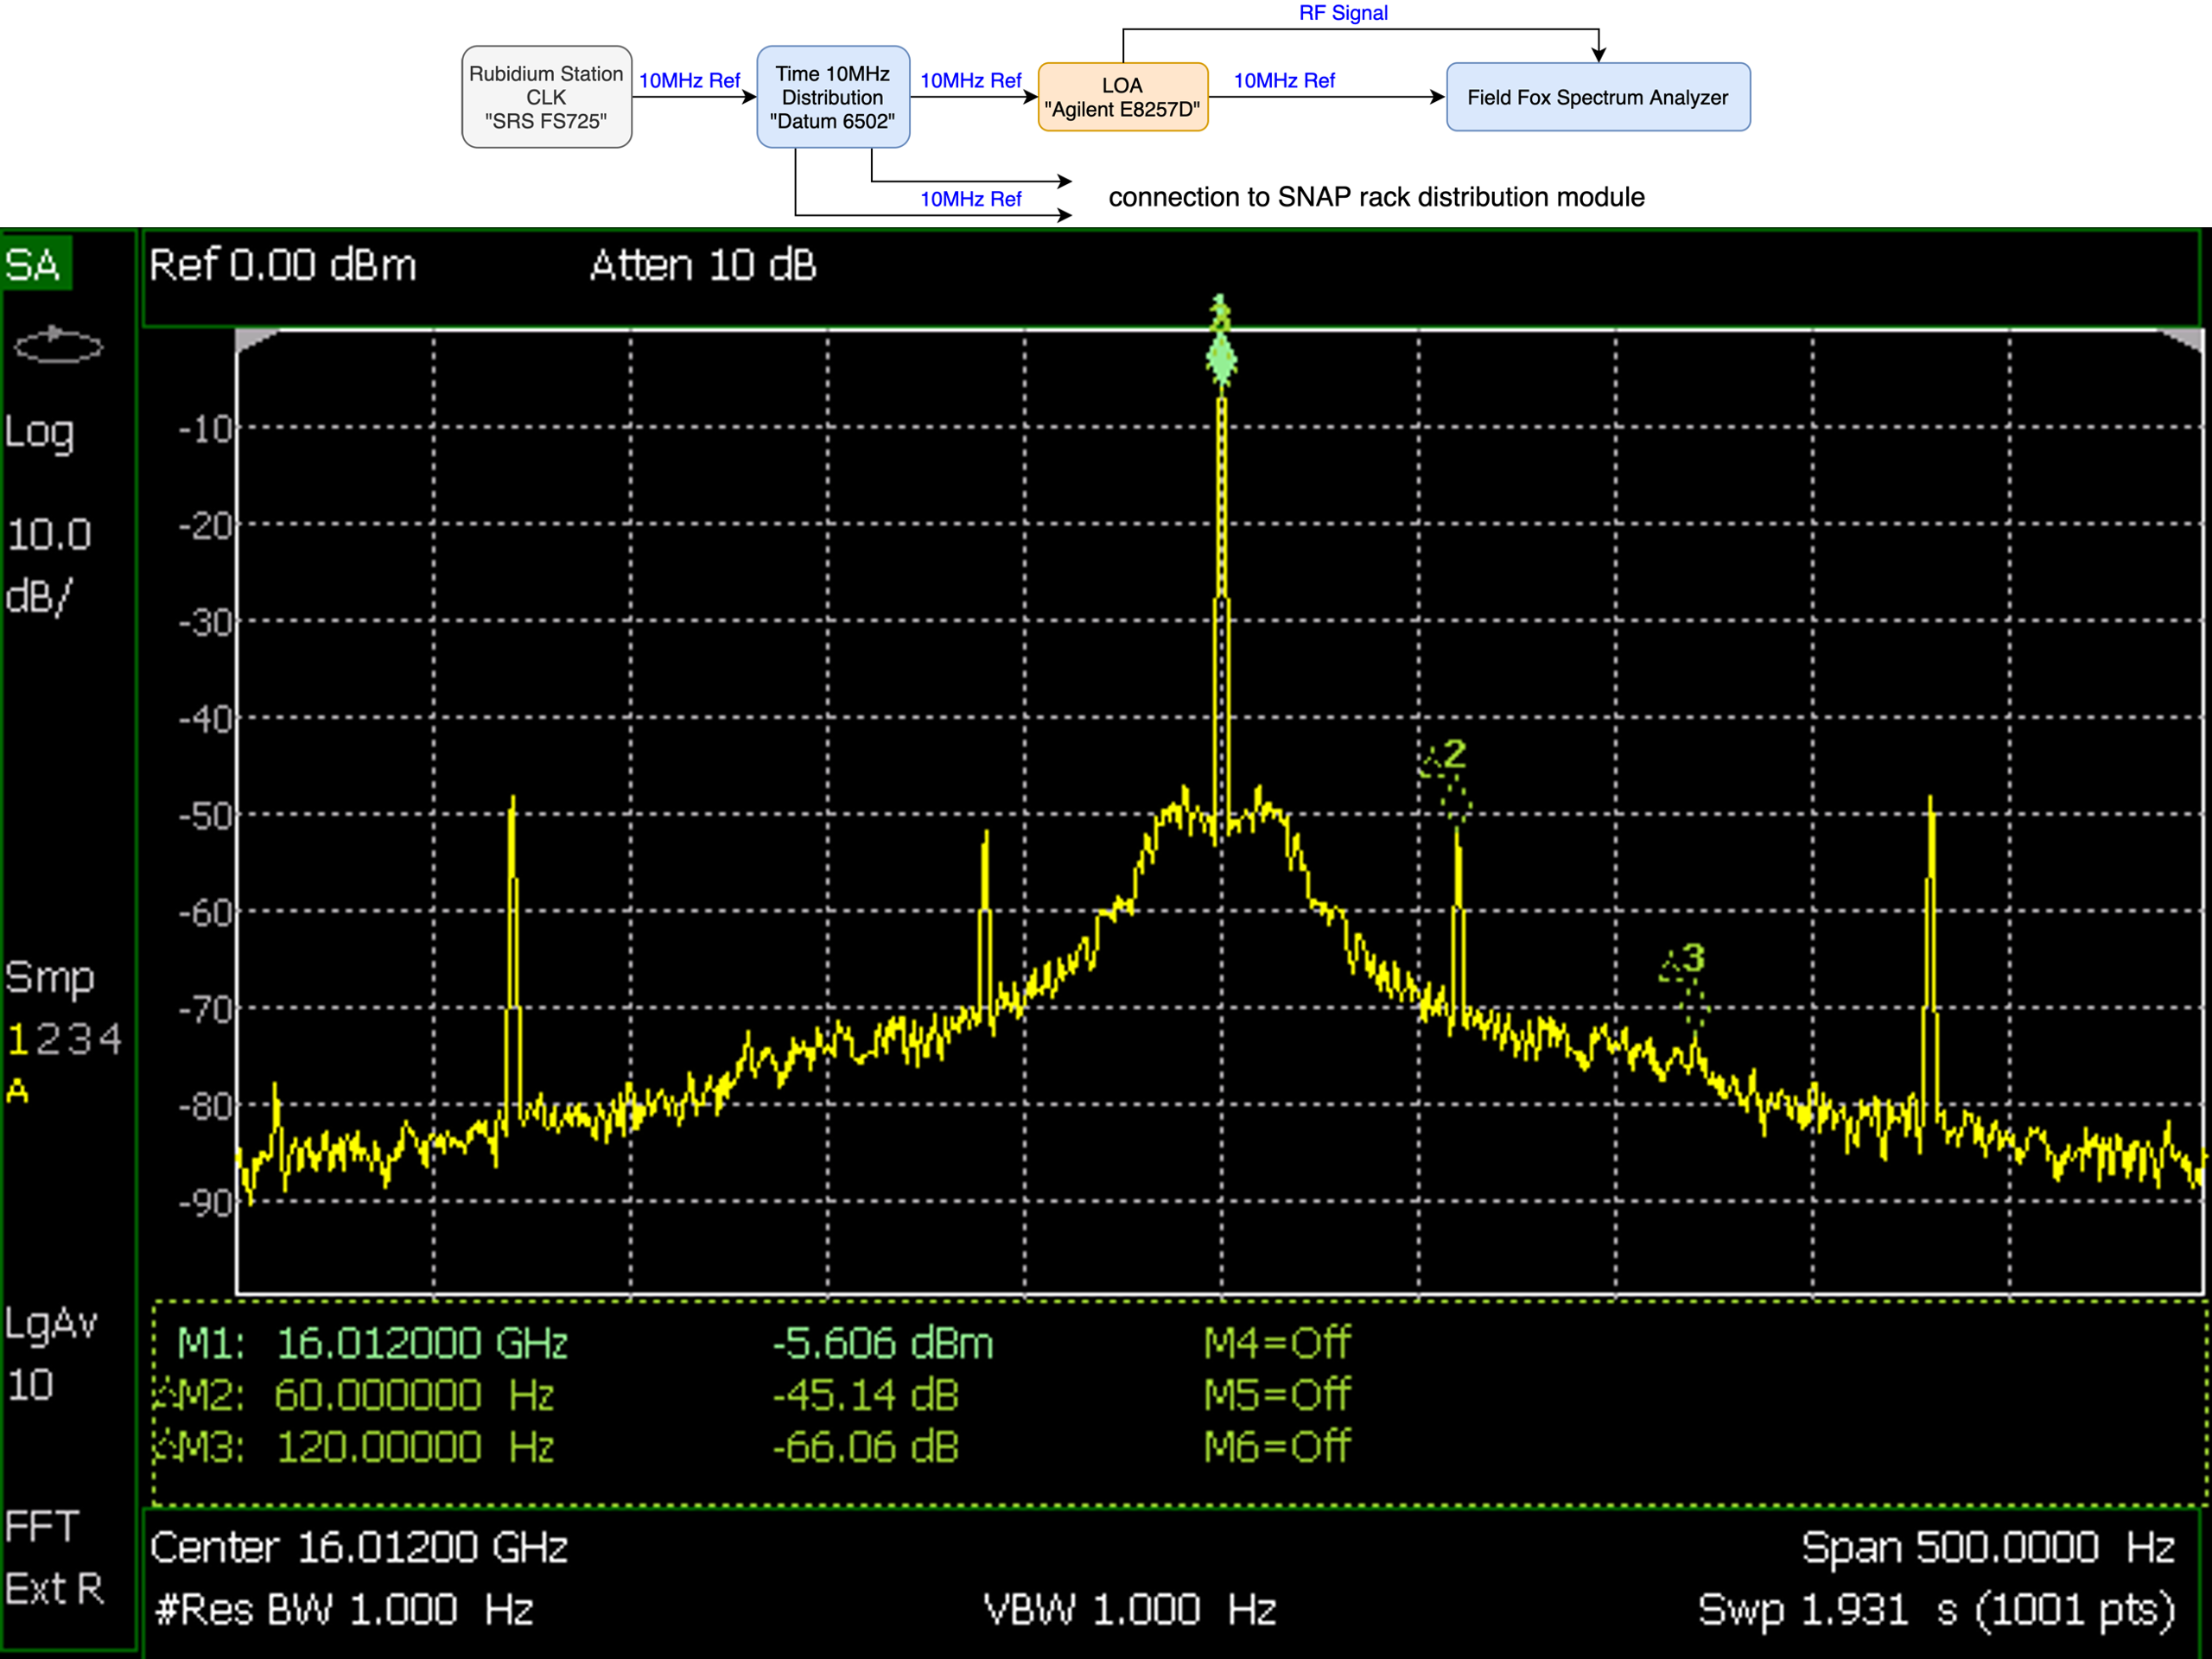 RF Signal
Rubidium Station
CLK
"SRS FS725"
10MHz Ref
Time 10MHz
Distribution
"Datum 6502"
10MHz Ref
LOA
"Agilent E8257D"
10MHz Ref
Field Fox Spectrum Analyzer
10MHz Ref
connection to SNAP rack distribution module
SA
Ref 0.00 dBm
Atten 10 dB
Log
10.0
dB/
Smp
1234
A
LgAv
10
FFT
Ext R
-10
-20
-30
-40
-50
-60
-70
-80
-90
Δ2
Δ3
M1: 16.012000 GHz -5.606 dBm M4=Off
ΔM2: 60.000000 Hz -45.14 dB M5=Off
ΔM3: 120.00000 Hz -66.06 dB M6=Off
Center 16.01200 GHz Span 500.0000 Hz
#Res BW 1.000 Hz VBW 1.000 Hz Swp 1.931 s (1001 pts)